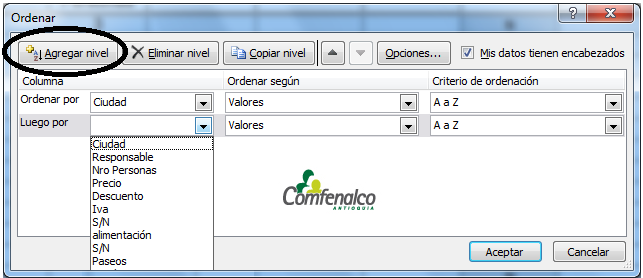 Ordenar
Agregar nivel Eliminar nivel Copiar nivel Opciones... Mis datos tienen encabezados
Columna Ordenar según Criterio de ordenación
Ordenar por Ciudad Valores A a Z
Luego por Valores A a Z
Ciudad
Responsable
Nro Personas
Precio
Descuento
Iva
S/N
alimentación
S/N
Paseos
Comfenalco
ANTIOQUIA
Aceptar Cancelar